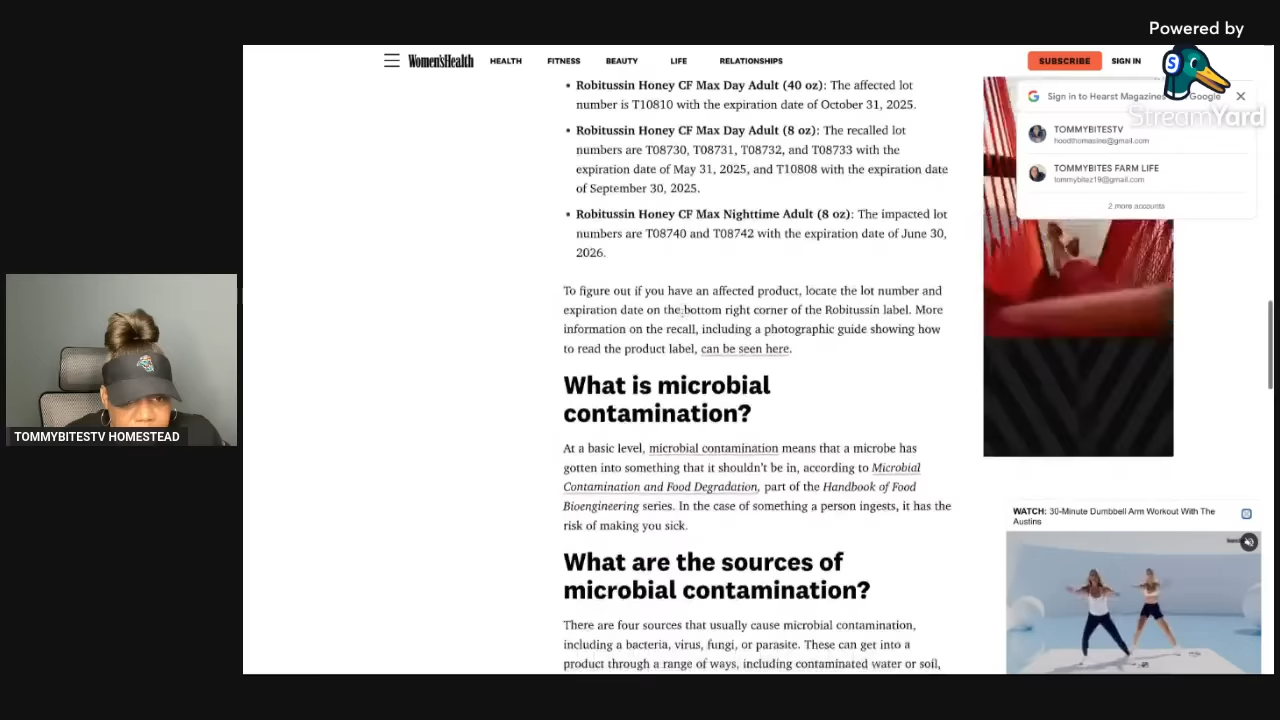 Powered by
StreamYard
Women'sHealth HEALTH FITNESS BEAUTY LIFE RELATIONSHIPS SUBSCRIBE SIGN IN
• Robitussin Honey CF Max Day Adult (40 oz): The affected lot
number is T10810 with the expiration date of October 31, 2025.
• Robitussin Honey CF Max Day Adult (8 oz): The recalled lot
numbers are T08730, T08731, T08732, and T08733 with the
expiration date of May 31, 2025, and T10808 with the expiration date
of September 30, 2025.
• Robitussin Honey CF Max Nighttime Adult (8 oz): The impacted lot
numbers are T08740 and T08742 with the expiration date of June 30,
2026.
To figure out if you have an affected product, locate the lot number and
expiration date on the bottom right corner of the Robitussin label. More
information on the recall, including a photographic guide showing how
to read the product label, can be seen here.
What is microbial
contamination?
At a basic level, microbial contamination means that a microbe has
gotten into something that it shouldn't be in, according to Microbial
Contamination and Food Degradation, part of the Handbook of Food
Bioengineering series. In the case of something a person ingests, it has the
risk of making you sick.
What are the sources of
microbial contamination?
There are four sources that usually cause microbial contamination,
including a bacteria, virus, fungi, or parasite. These can get into a
product through a range of ways, including contaminated water or soil,
Sign in to Hearst Magazines Google
TOMMYBITESTV
hoodthomasine@gmail.com
TOMMYBITES FARM LIFE
tommybitez19@gmail.com
2 more accounts
WATCH: 30-Minute Dumbbell Arm Workout With The
Austins
TOMMYBITESTV HOMESTEAD